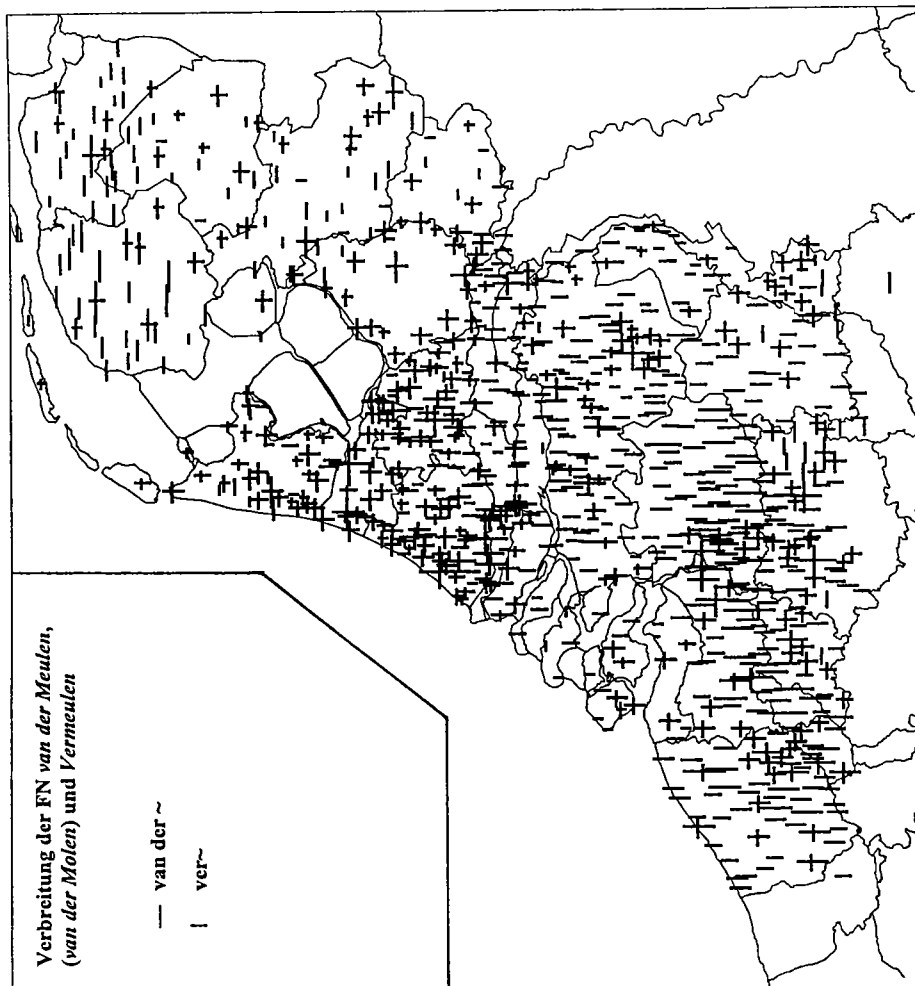 Verbreitung der FN van der Meulen,
(van der Molen) und Vermeulen
— van der ~
| ver~